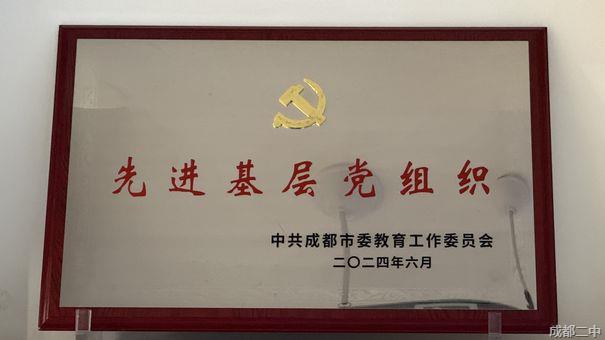 先进基层党组织
中共成都市委教育工作委员会
二〇二四年六月
成都二中